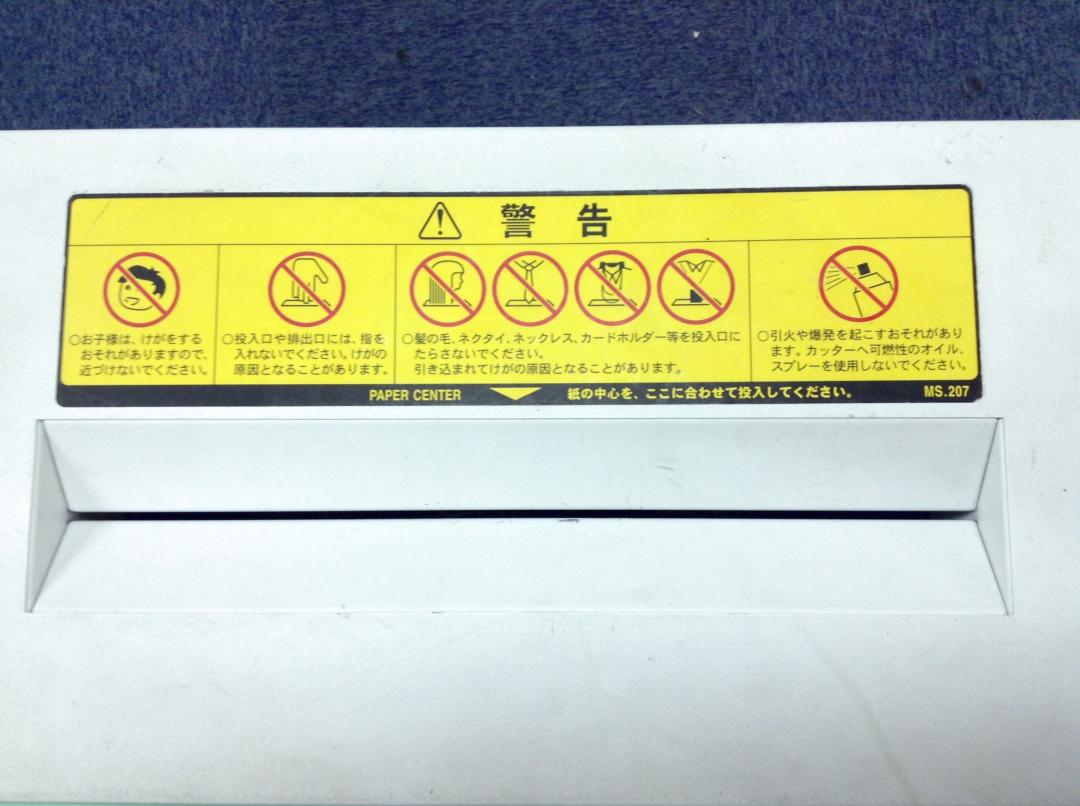 警告
○お子様は、けがをする
おそれがありますので、
近づけないでください。
○投入口や排出口には、指を
入れないでください。けがの
原因となることがあります。
○髪の毛、ネクタイ、ネックレス、カードホルダー等を投入口に
たらさないでください。
引き込まれてけがの原因となることがあります。
○引火や爆発を起こすおそれがあり
ます。カッターへ可燃性のオイル、
スプレーを使用しないでください。
PAPER CENTER 紙の中心を、ここに合わせて投入してください。 MS.207